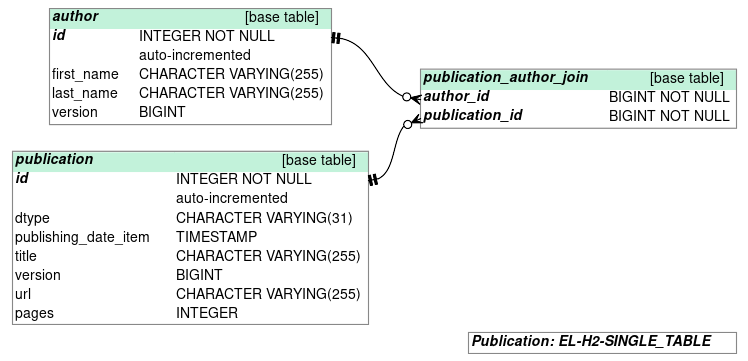 author [base table]
id INTEGER NOT NULL
auto-incremented
first_name CHARACTER VARYING(255)
last_name CHARACTER VARYING(255)
version BIGINT
publication_author_join [base table]
author_id BIGINT NOT NULL
publication_id BIGINT NOT NULL
publication [base table]
id INTEGER NOT NULL
auto-incremented
dtype CHARACTER VARYING(31)
publishing_date_item TIMESTAMP
title CHARACTER VARYING(255)
version BIGINT
url CHARACTER VARYING(255)
pages INTEGER
Publication: EL-H2-SINGLE_TABLE